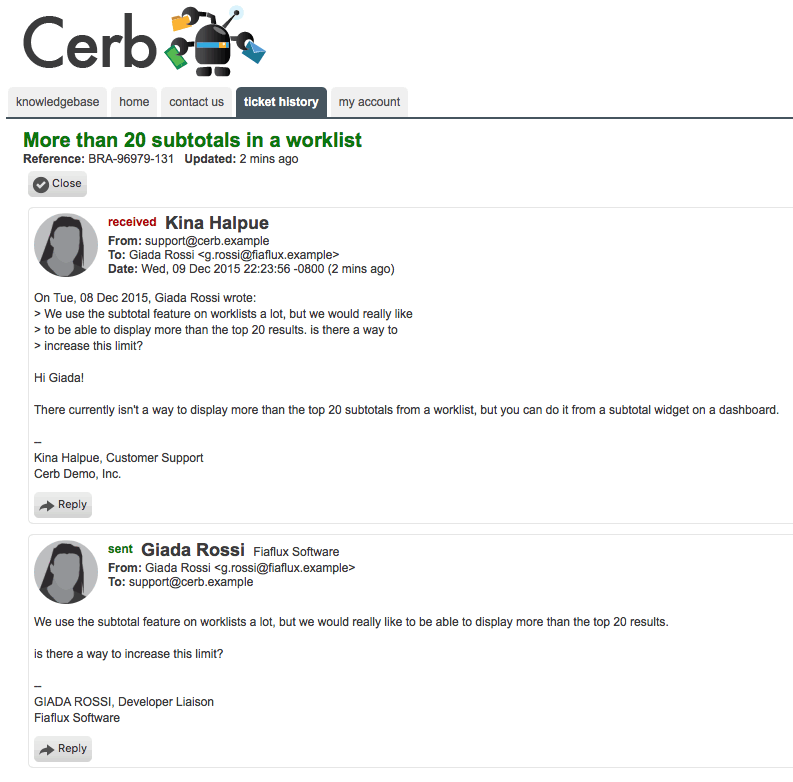 Cerb
knowledgebase home contact us ticket history my account
More than 20 subtotals in a worklist
Reference: BRA-96979-131 Updated: 2 mins ago
Close
received Kina Halpue
From: support@cerb.example
To: Giada Rossi <g.rossi@fiaflux.example>
Date: Wed, 09 Dec 2015 22:23:56 -0800 (2 mins ago)
On Tue, 08 Dec 2015, Giada Rossi wrote:
> We use the subtotal feature on worklists a lot, but we would really like
> to be able to display more than the top 20 results. is there a way to
> increase this limit?
Hi Giada!
There currently isn't a way to display more than the top 20 subtotals from a worklist, but you can do it from a subtotal widget on a dashboard.
--
Kina Halpue, Customer Support
Cerb Demo, Inc.
Reply
sent Giada Rossi Fiaflux Software
From: Giada Rossi <g.rossi@fiaflux.example>
To: support@cerb.example
We use the subtotal feature on worklists a lot, but we would really like to be able to display more than the top 20 results.
is there a way to increase this limit?
--
GIADA ROSSI, Developer Liaison
Fiaflux Software
Reply